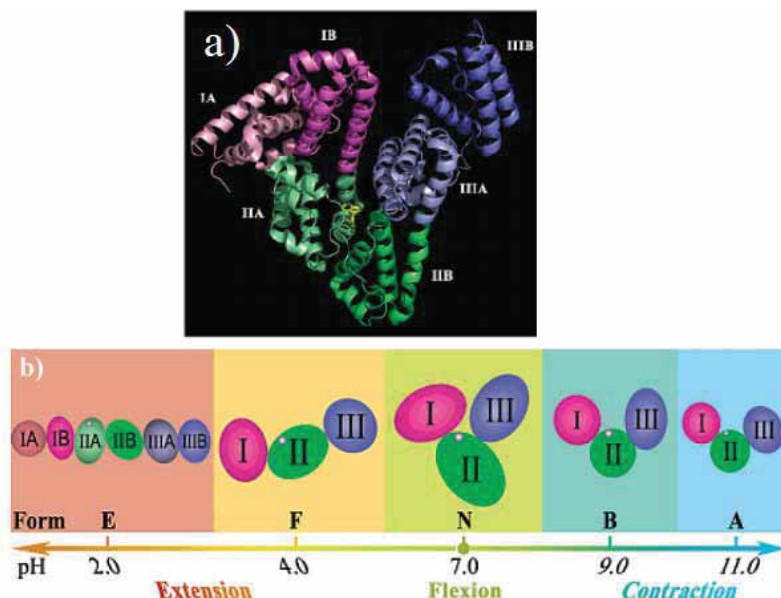 a)
IB
IIIB
IA
IIIA
IIA
IIB
b)
IA IB IIA IIB IIIA IIIB
I II III
I III
II
I III
II
I III
II
Form E F N B A
pH 2.0 4.0 7.0 9.0 11.0
Extension Flexion Contraction